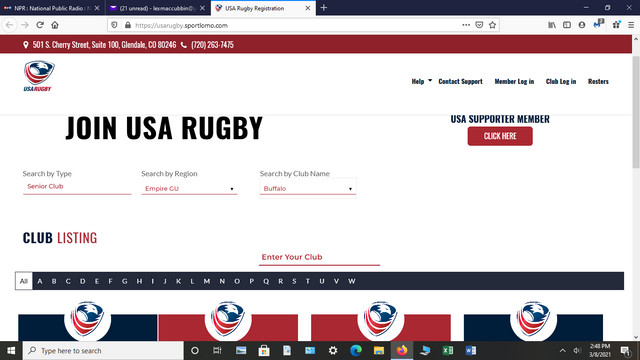 NPR : National Public Radio : N
(21 unread) - lexmaccubbin@y
USA Rugby Registration
https://usarugby.sportlomo.com
501 S. Cherry Street, Suite 100, Glendale, CO 80246 (720) 263-7475
USA RUGBY
Help Contact Support Member Log in Club Log in Rosters
JOIN USA RUGBY
USA SUPPORTER MEMBER
CLICK HERE
Search by Type
Search by Region
Search by Club Name
Senior Club
Empire GU
Buffalo
CLUB LISTING
Enter Your Club
All A B C D E F G H I J K L M N O P Q R S T U V W
Type here to search
2:48 PM
3/8/2021